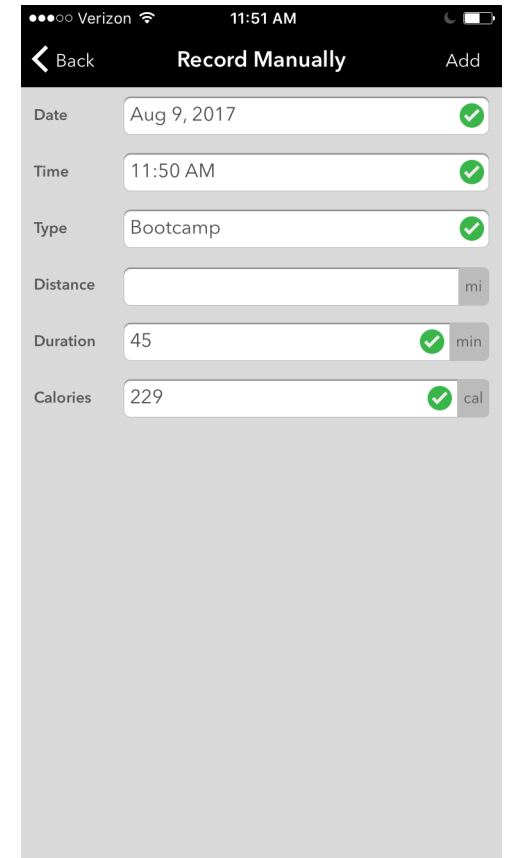 Verizon 11:51 AM
Back Record Manually Add
Date Aug 9, 2017
Time 11:50 AM
Type Bootcamp
Distance mi
Duration 45 min
Calories 229 cal